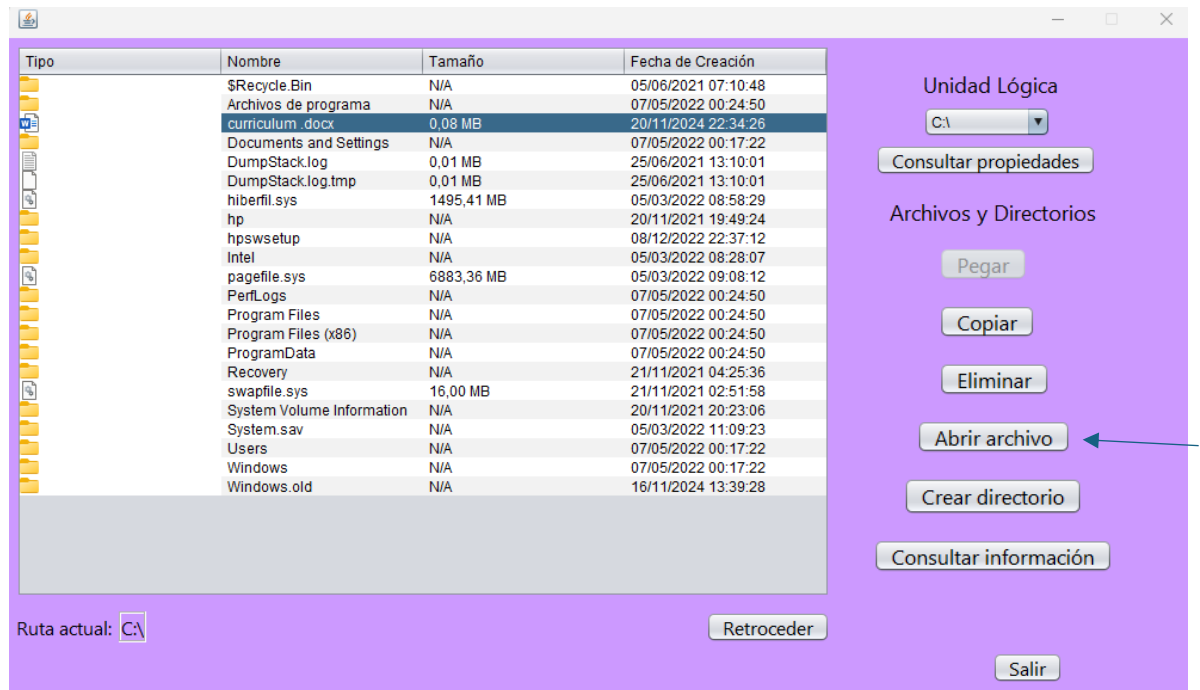 Tipo Nombre Tamaño Fecha de Creación
$Recycle.Bin N/A 05/06/2021 07:10:48
Archivos de programa N/A 07/05/2022 00:24:50
curriculum .docx 0,08 MB 20/11/2024 22:34:26
Documents and Settings N/A 07/05/2022 00:17:22
DumpStack.log 0,01 MB 25/06/2021 13:10:01
DumpStack.log.tmp 0,01 MB 25/06/2021 13:10:01
hiberfil.sys 1495,41 MB 05/03/2022 08:58:29
hp N/A 20/11/2021 19:49:24
hpswsetup N/A 08/12/2022 22:37:12
Intel N/A 05/03/2022 08:28:07
pagefile.sys 6883,36 MB 05/03/2022 09:08:12
PerfLogs N/A 07/05/2022 00:24:50
Program Files N/A 07/05/2022 00:24:50
Program Files (x86) N/A 07/05/2022 00:24:50
ProgramData N/A 07/05/2022 00:24:50
Recovery N/A 21/11/2021 04:25:36
swapfile.sys 16,00 MB 21/11/2021 02:51:58
System Volume Information N/A 20/11/2021 20:23:06
System.sav N/A 05/03/2022 11:09:23
Users N/A 07/05/2022 00:17:22
Windows N/A 07/05/2022 00:17:22
Windows.old N/A 16/11/2024 13:39:28
Ruta actual: C:\
Retroceder
Unidad Lógica
C:\
Consultar propiedades
Archivos y Directorios
Pegar
Copiar
Eliminar
Abrir archivo
Crear directorio
Consultar información
Salir